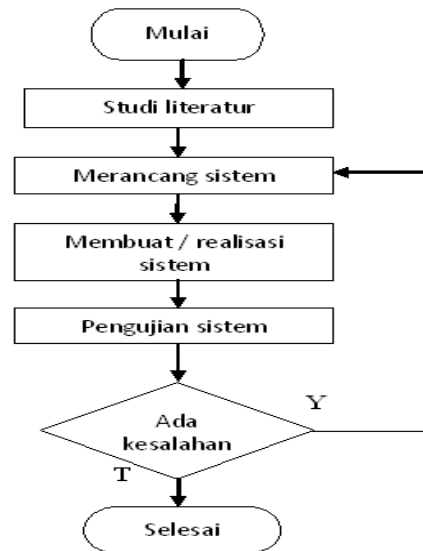 Mulai
Studi literatur
Merancang sistem
Membuat / realisasi
sistem
Pengujian sistem
Ada
kesalahan
Y
T
Selesai